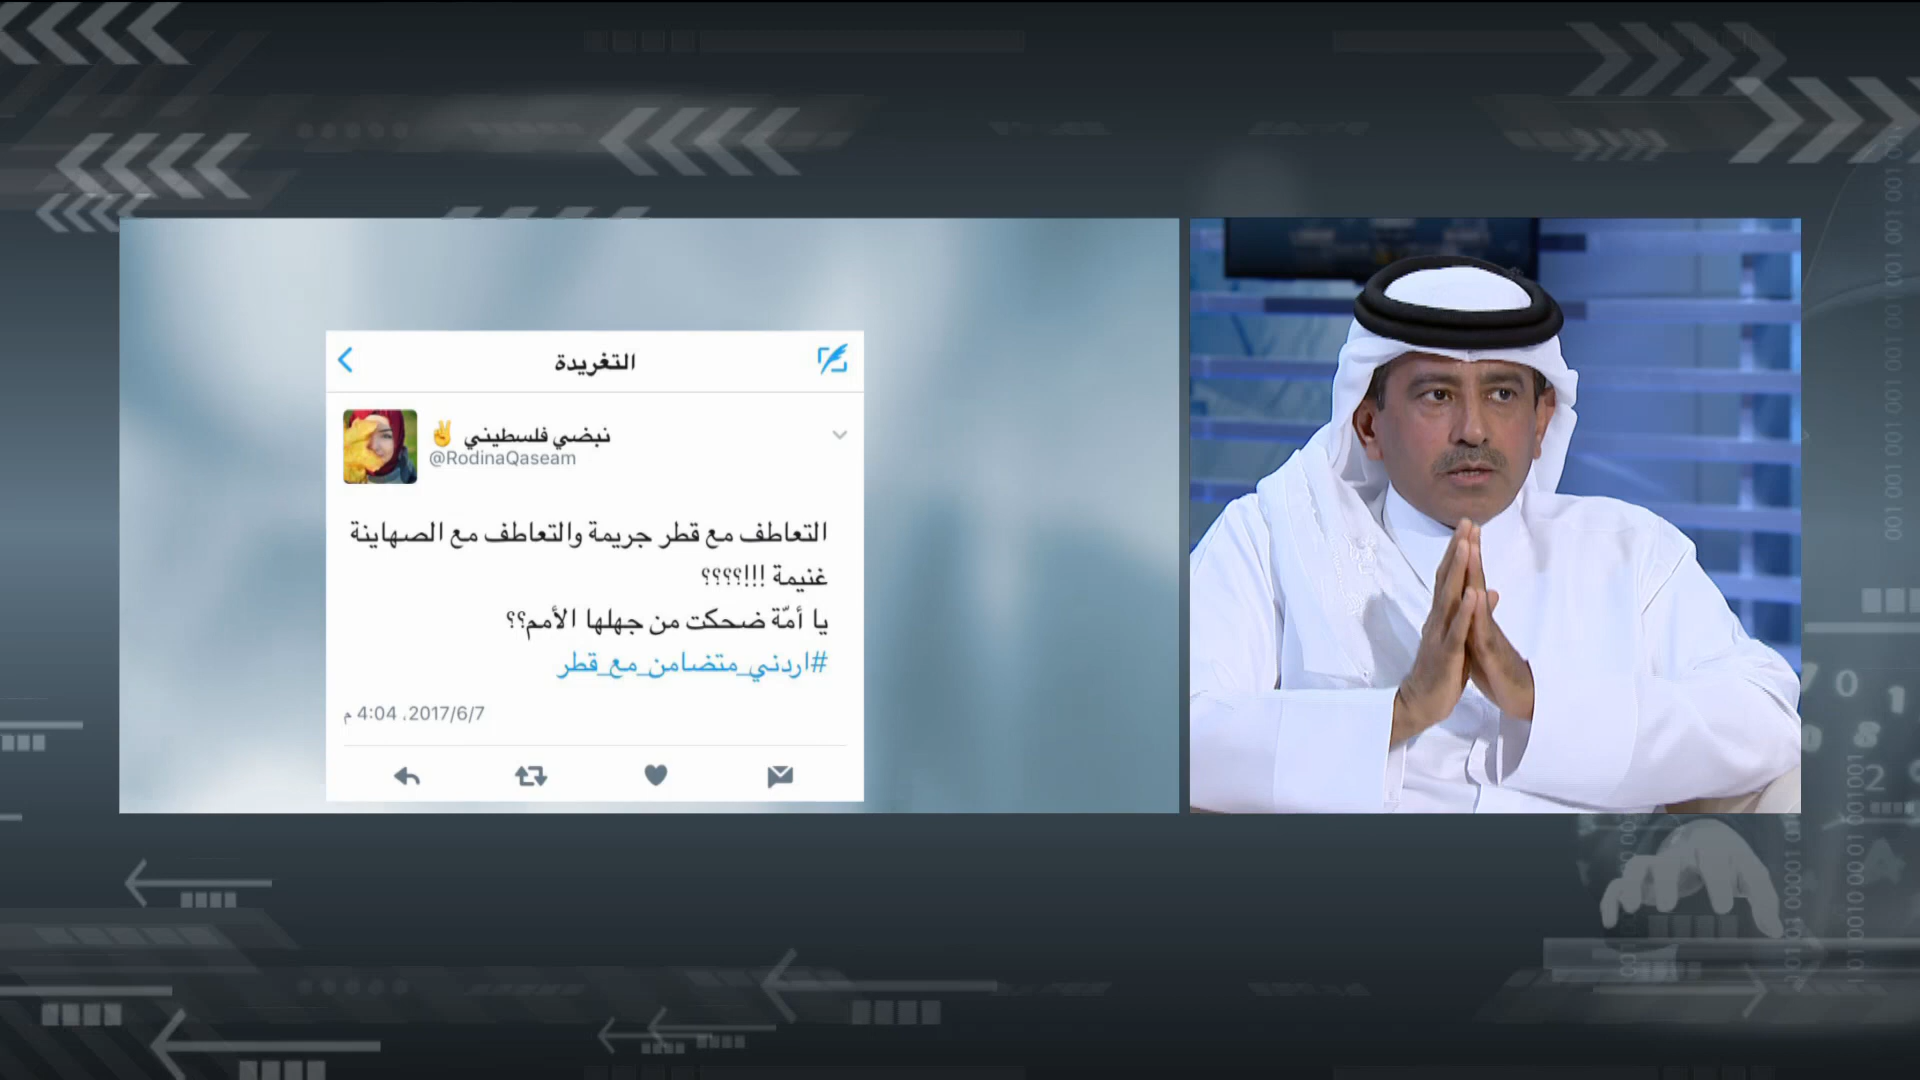 التغريدة
نبضي فلسطيني ✌
@RodinaQaseam
التعاطف مع قطر جريمة والتعاطف مع الصهاينة
غنيمة !!!؟؟؟؟
يا أمّة ضحكت من جهلها الأمم؟؟
#اردني_متضامن_مع_قطر
2017/6/7، 4:04 م